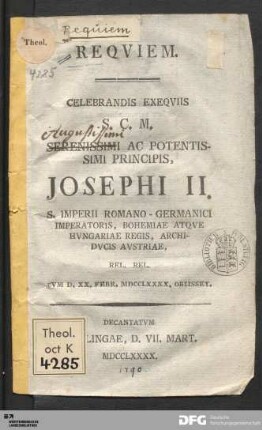 Requiem
Theol.
4285
REQVIEM.
CELEBRANDIS EXEQVIIS
S. C. M.
Augustissimi
SERENISSIMI AC POTENTIS-
SIMI PRINCIPIS,
JOSEPHI II.
S. IMPERII ROMANO-GERMANICI
IMPERATORIS, BOHEMIAE ATQVE
HVNGARIAE REGIS, ARCHI-
DVCIS AVSTRIAE,
REL. REL.
CVM D. XX. FEBR. MDCCLXXXX. OBIISSET.
DECANTATVM
LINGAE, D. VII. MART.
MDCCLXXXX.
1790
Theol.
oct K
4285
DFG Deutsche
Forschungsgemeinschaft